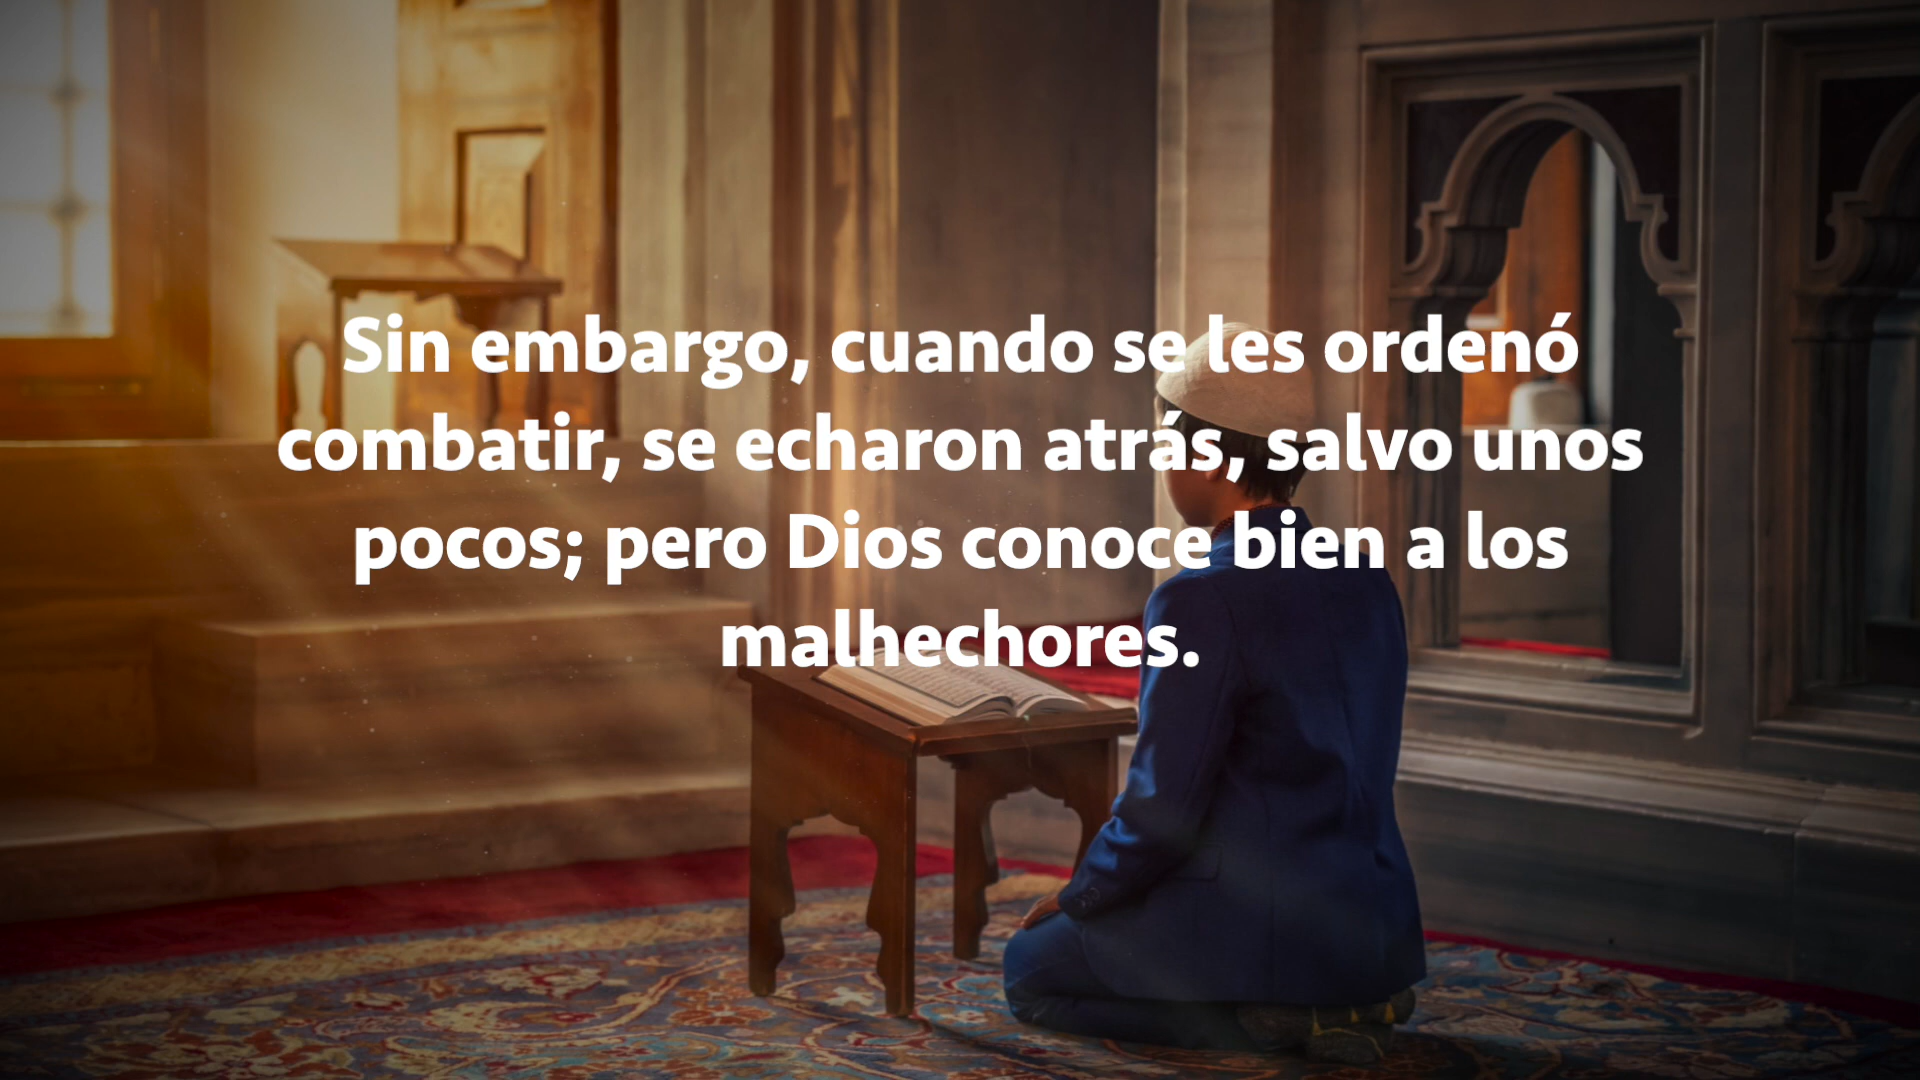 Sin embargo, cuando se les ordenó
combatir, se echaron atrás, salvo unos
pocos; pero Dios conoce bien a los
malhechores.